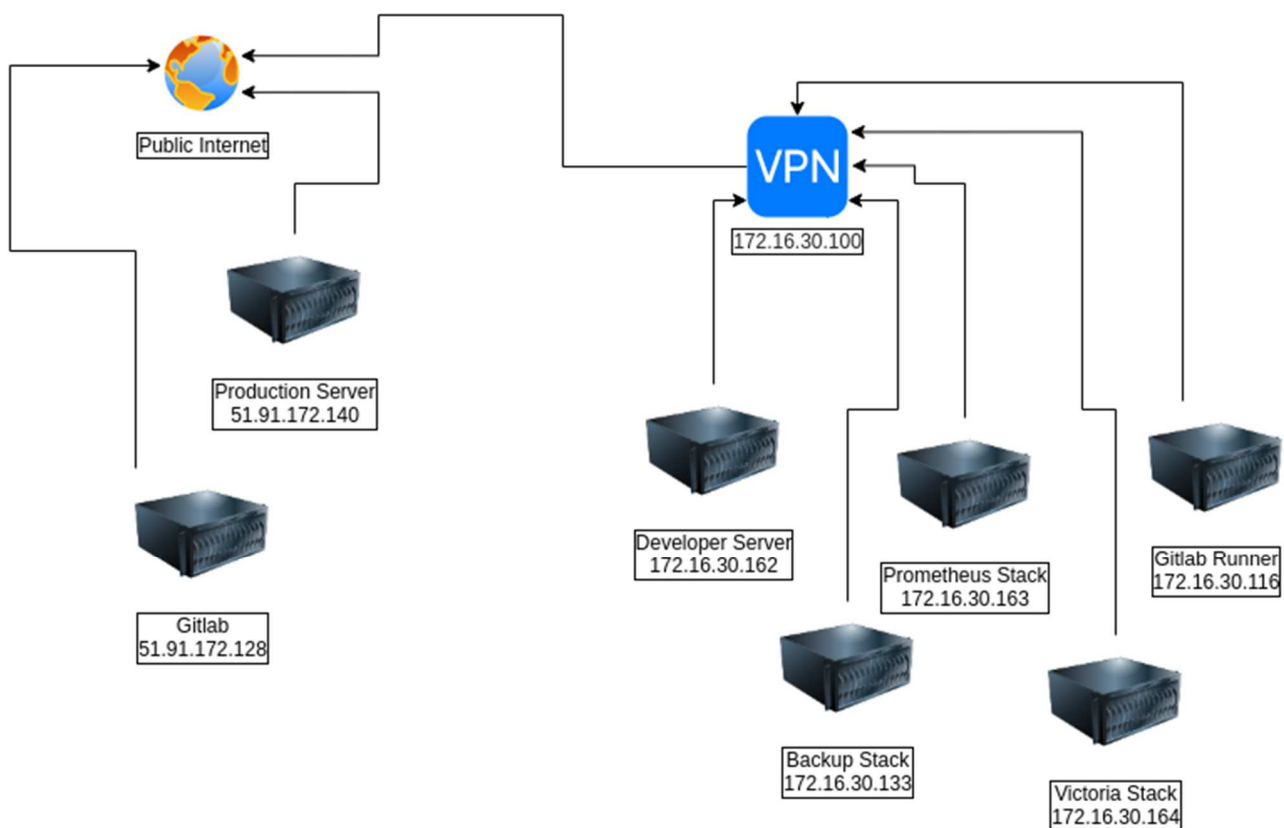 Public Internet
VPN
172.16.30.100
Production Server
51.91.172.140
Gitlab
51.91.172.128
Developer Server
172.16.30.162
Prometheus Stack
172.16.30.163
Gitlab Runner
172.16.30.116
Backup Stack
172.16.30.133
Victoria Stack
172.16.30.164